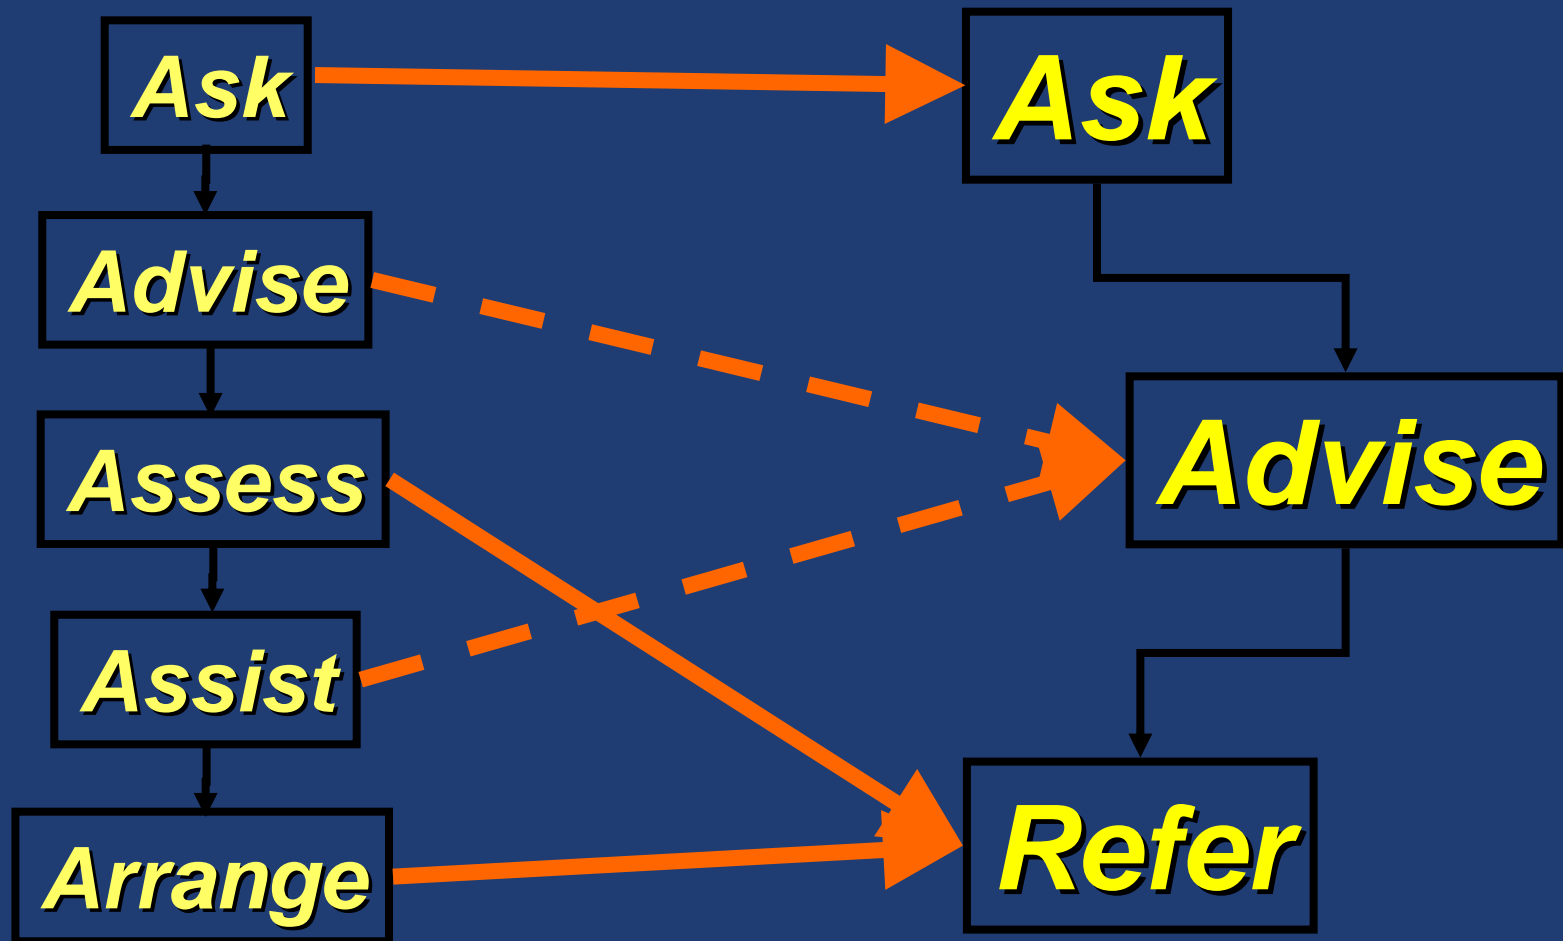 Ask
Advise
Assess
Assist
Arrange
Ask
Advise
Refer